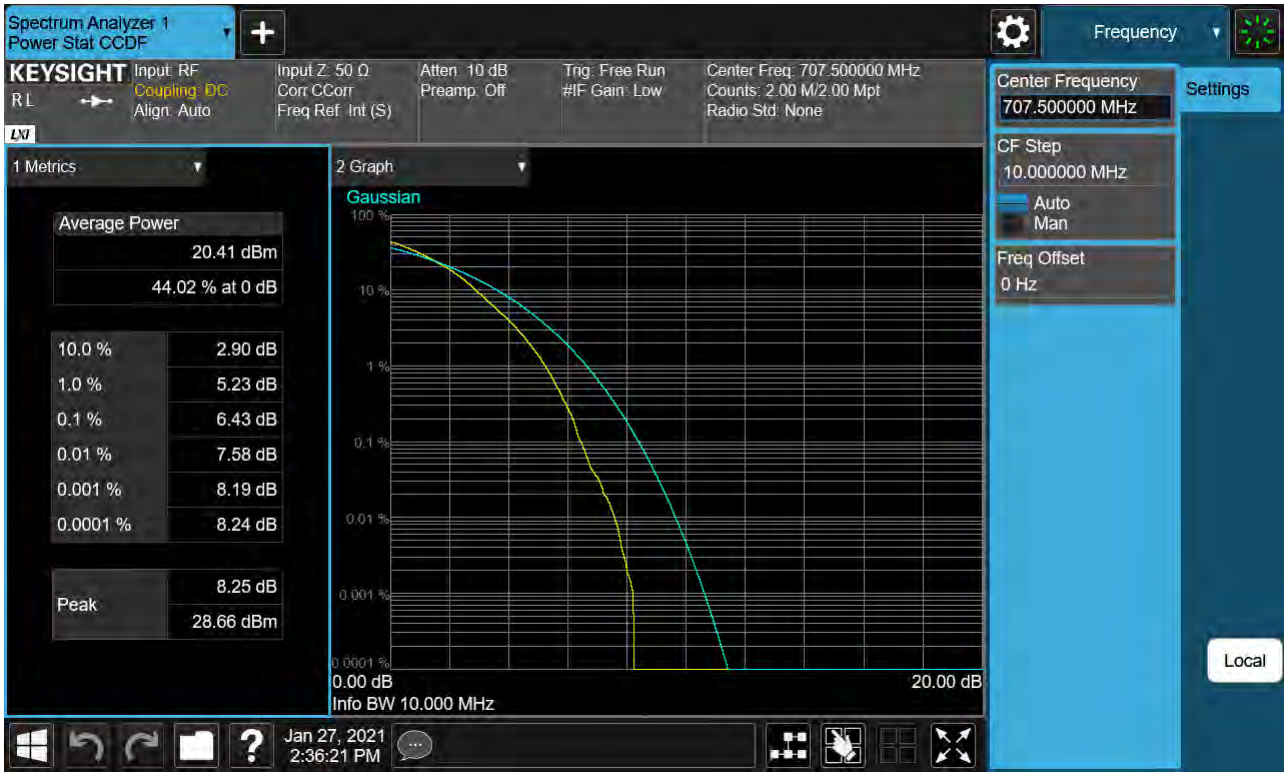 Spectrum Analyzer 1
Power Stat CCDF
+
Frequency
KEYSIGHT
R L
LXI
Input: RF
Coupling: DC
Align: Auto
Input Z: 50 Ω
Corr CCorr
Freq Ref: Int (S)
Atten: 10 dB
Preamp: Off
Trig: Free Run
#IF Gain: Low
Center Freq: 707.500000 MHz
Counts: 2.00 M/2.00 Mpt
Radio Std: None
Center Frequency
707.500000 MHz
Settings
CF Step
10.000000 MHz
Auto
Man
Freq Offset
0 Hz
Local
1 Metrics
Average Power
20.41 dBm
44.02 % at 0 dB
10.0 % 2.90 dB
1.0 % 5.23 dB
0.1 % 6.43 dB
0.01 % 7.58 dB
0.001 % 8.19 dB
0.0001 % 8.24 dB
Peak
8.25 dB
28.66 dBm
2 Graph
Gaussian
100 %
10 %
1 %
0.1 %
0.01 %
0.001 %
0.0001 %
0.00 dB 20.00 dB
Info BW 10.000 MHz
?
Jan 27, 2021
2:36:21 PM